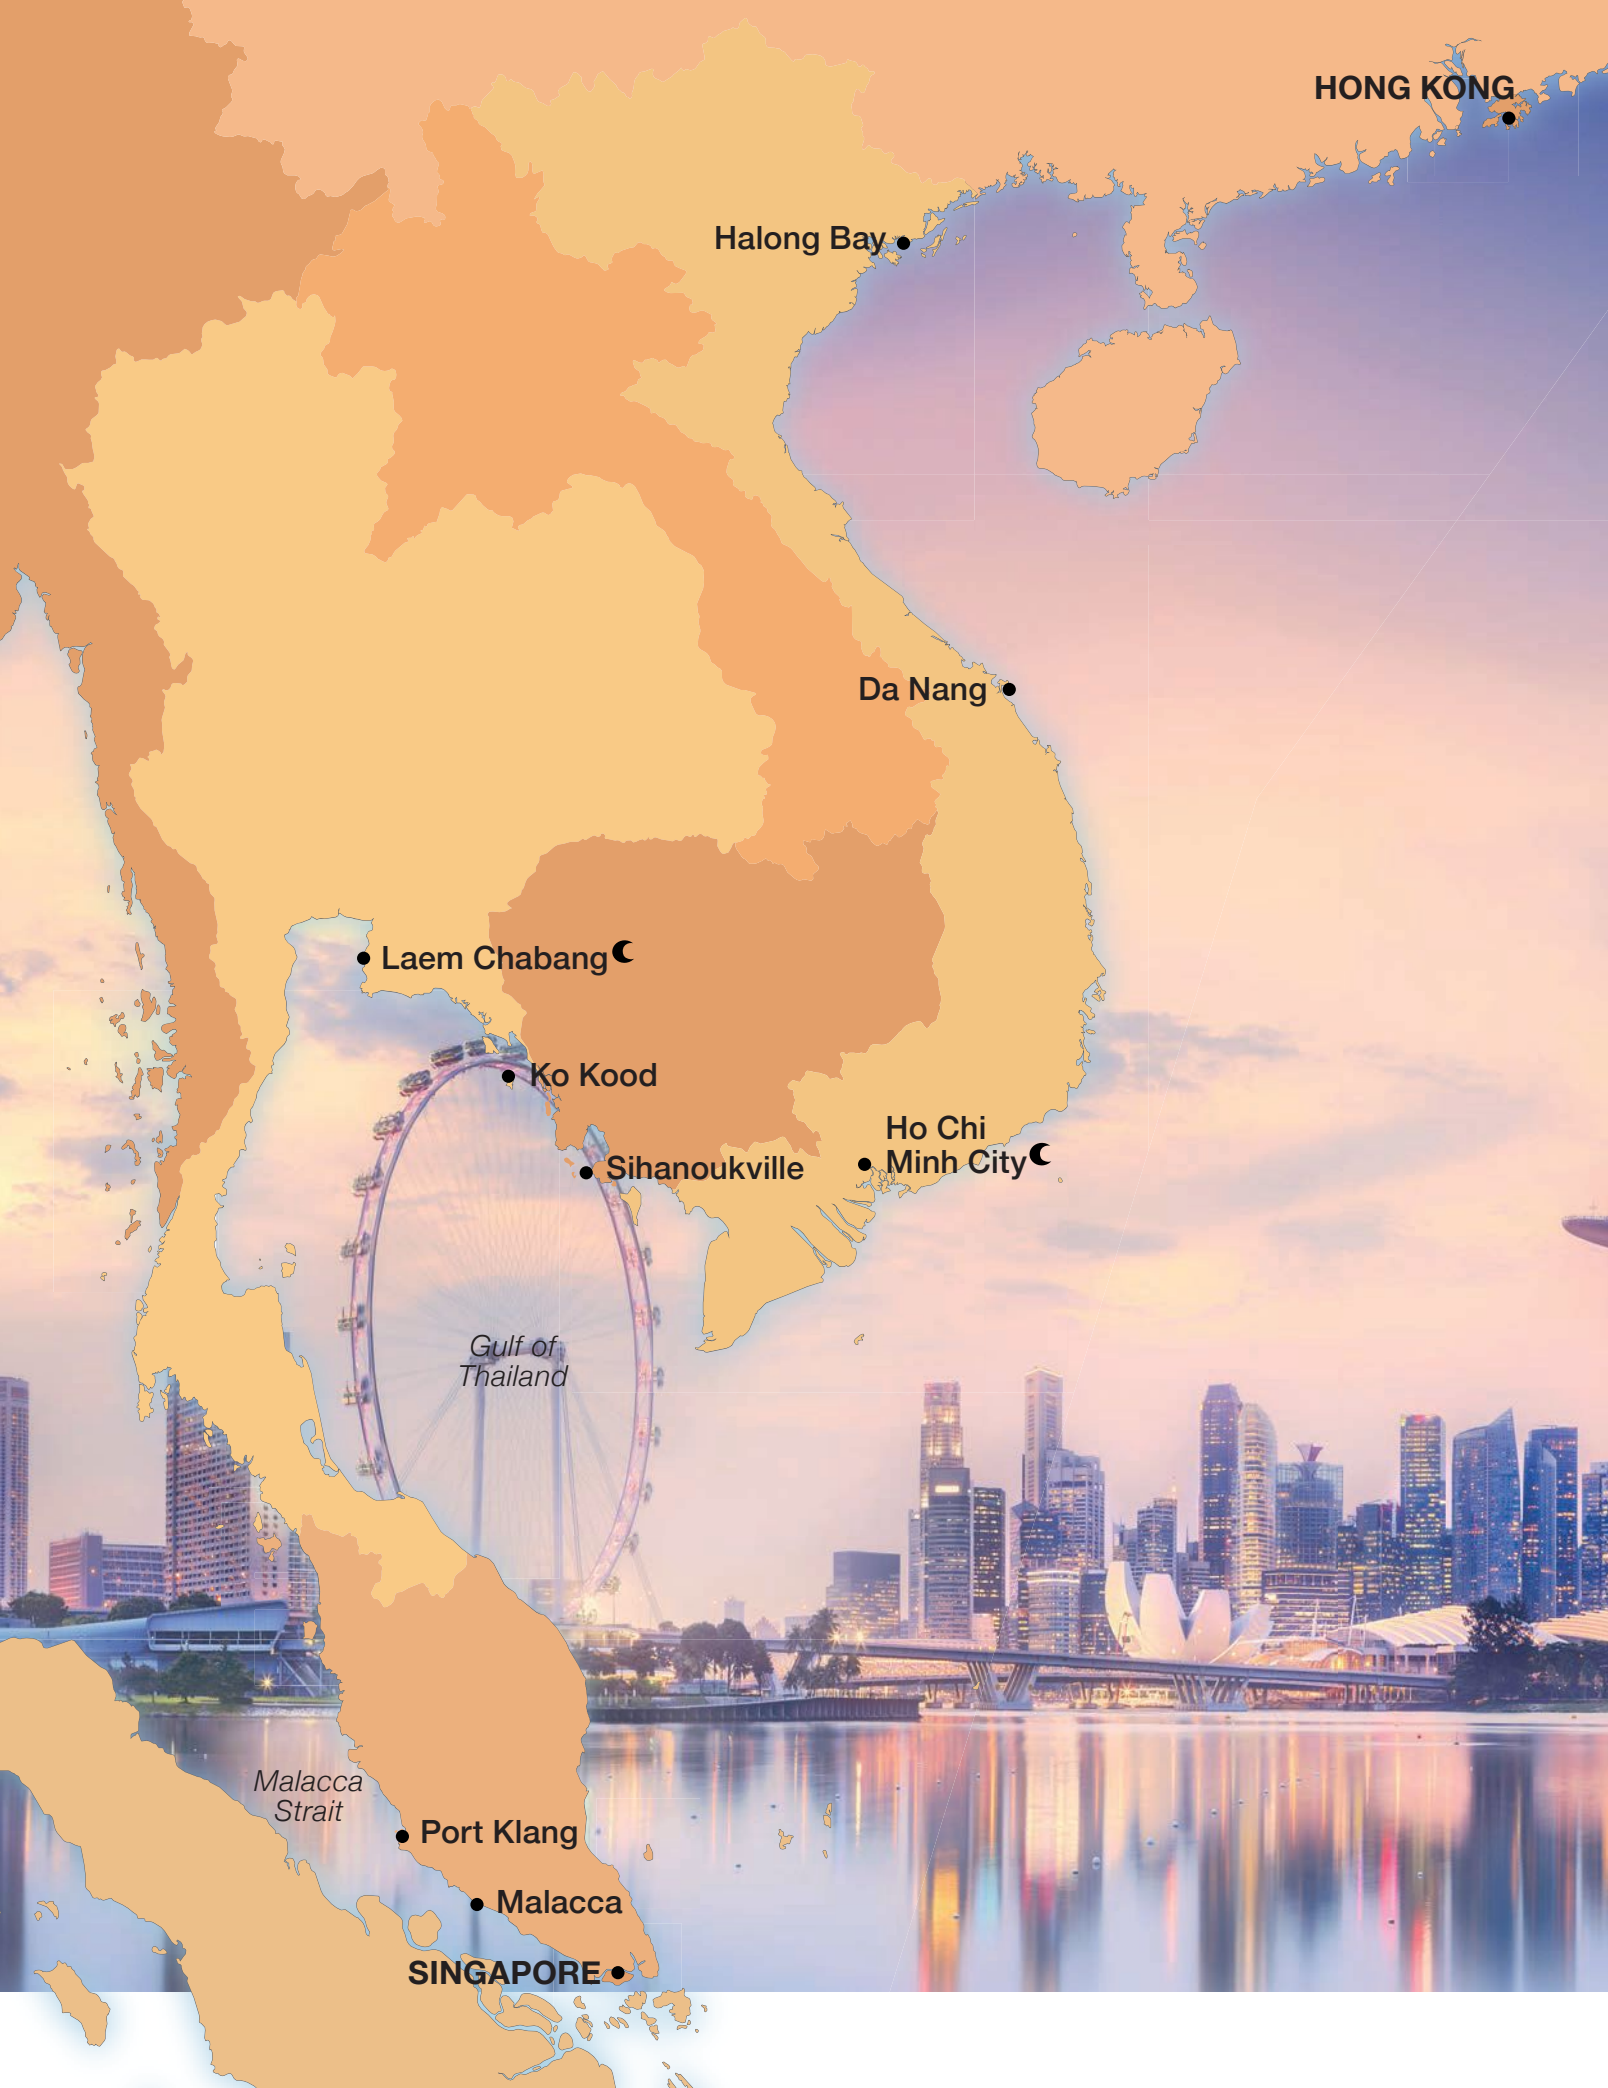 HONG KONG
Halong Bay
Da Nang
Laem Chabang
Ko Kood
Ho Chi
Minh City
Sihanoukville
Gulf of
Thailand
Malacca
Strait
Port Klang
Malacca
SINGAPORE